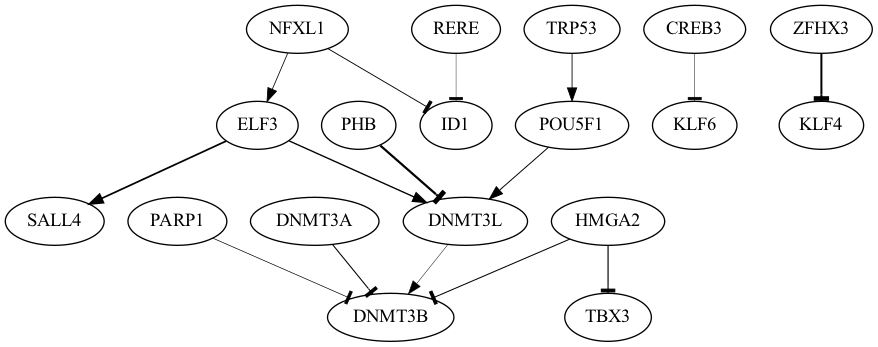 NFXL1 RERE TRP53 CREB3 ZFHX3
ELF3 PHB ID1 POU5F1 KLF6 KLF4
SALL4 PARP1 DNMT3A DNMT3L HMGA2
DNMT3B TBX3